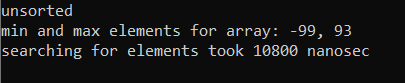 unsorted
min and max elements for array: -99, 93
searching for elements took 10800 nanosec